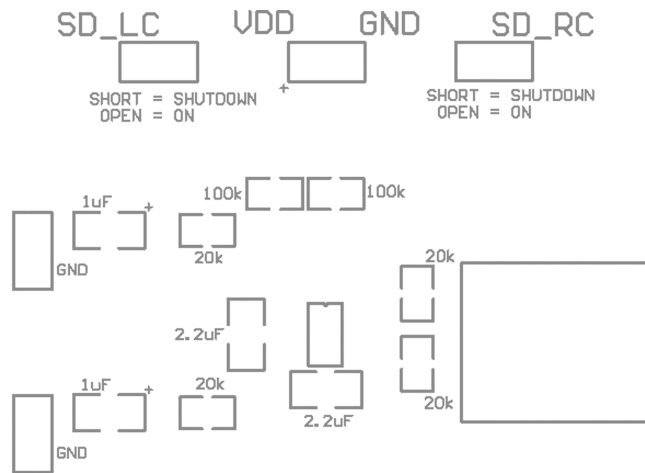 SD_LC
VDD
GND
SD_RC
+
SHORT = SHUTDOWN
OPEN = ON
SHORT = SHUTDOWN
OPEN = ON
100k
100k
1uF
+
20k
GND
20k
2.2uF
1uF
+
20k
20k
2.2uF
GND